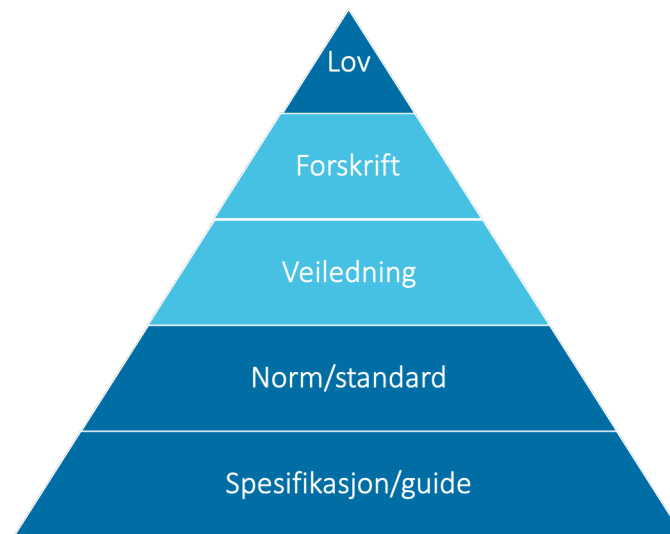 Lov
Forskrift
Veiledning
Norm/standard
Spesifikasjon/guide